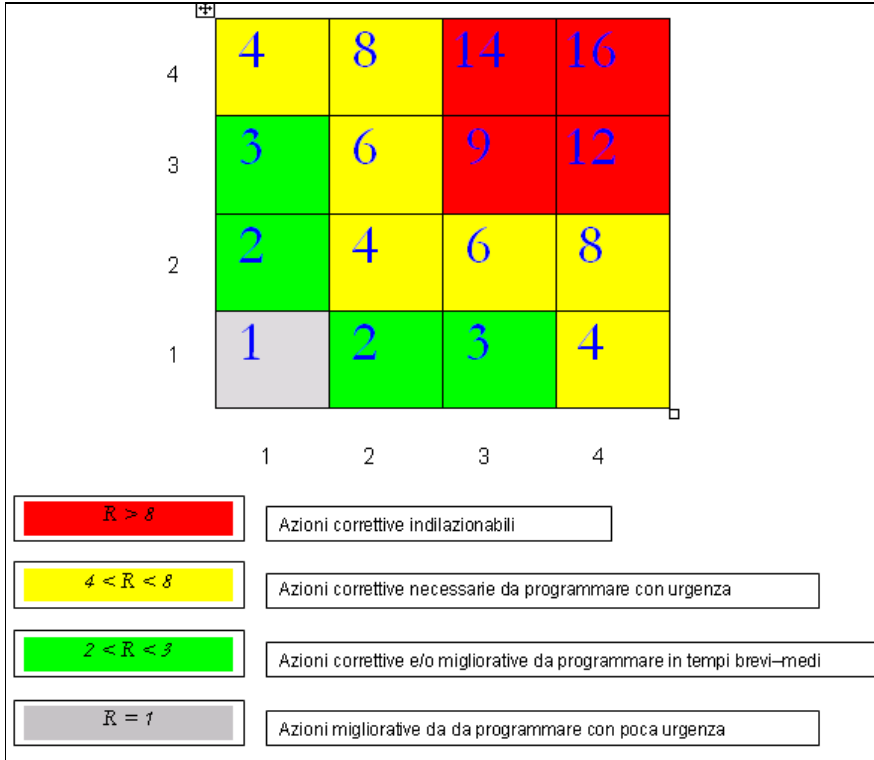 4 4 8 14 16
3 3 6 9 12
2 2 4 6 8
1 1 2 3 4
1 2 3 4
R > 8 Azioni correttive indilazionabili
4 < R < 8 Azioni correttive necessarie da programmare con urgenza
2 < R < 3 Azioni correttive e/o migliorative da programmare in tempi brevi–medi
R = 1 Azioni migliorative da da programmare con poca urgenza